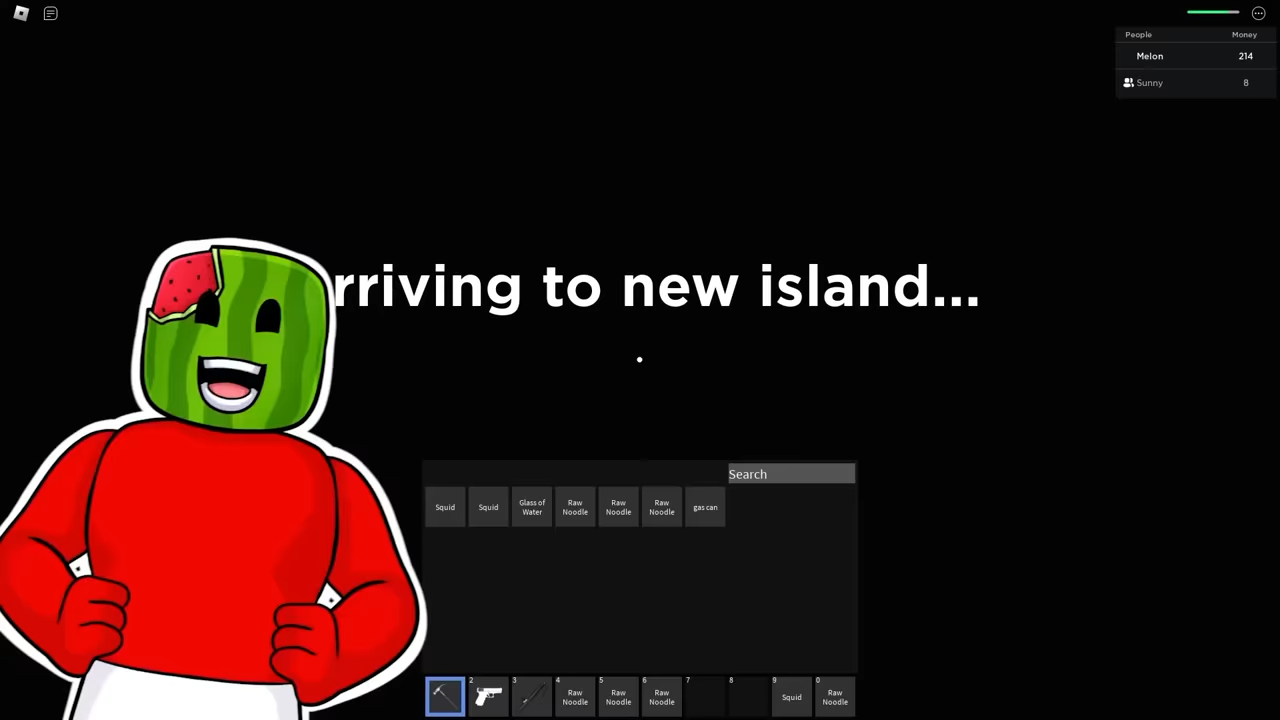 People Money
Melon 214
Sunny 8
rriving to new island...
Search
Squid Squid Glass of Water Raw Noodle Raw Noodle Raw Noodle gas can
1 2 3 4 5 6 7 8 9 0
Raw Noodle Raw Noodle Raw Noodle Squid Raw Noodle